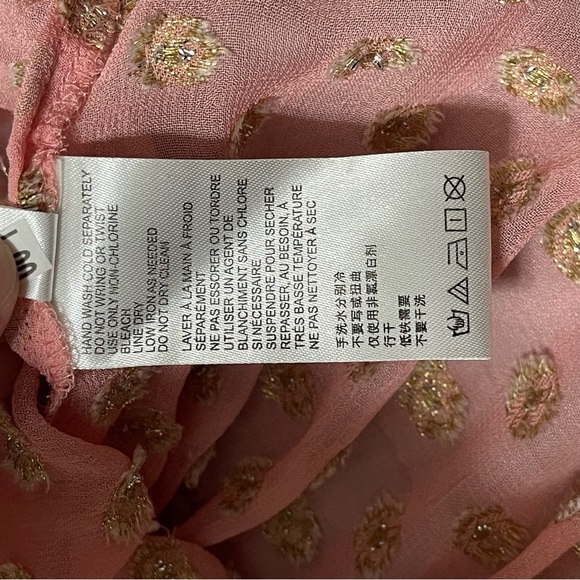 HAND WASH COLD SEPARATELY
DO NOT WRING OR TWIST
USE ONLY NON-CHLORINE
BLEACH
LINE DRY
LOW IRON AS NEEDED
DO NOT DRY CLEAN
LAVER À LA MAIN À FROID
SÉPARÉMENT
NE PAS ESSORER OU TORDRE
UTILISER UN AGENT DE
BLANCHIMENT SANS CHLORE
SI NÉCESSAIRE
SUSPENDRE POUR SECHER
REPASSER, AU BESOIN, À
TRÈS BASSE TEMPÉRATURE
NE PAS NETTOYER À SEC
手洗水分别冷
不要写或扭曲
仅使用非氯漂白剂
行干
低铁需要
不要干洗